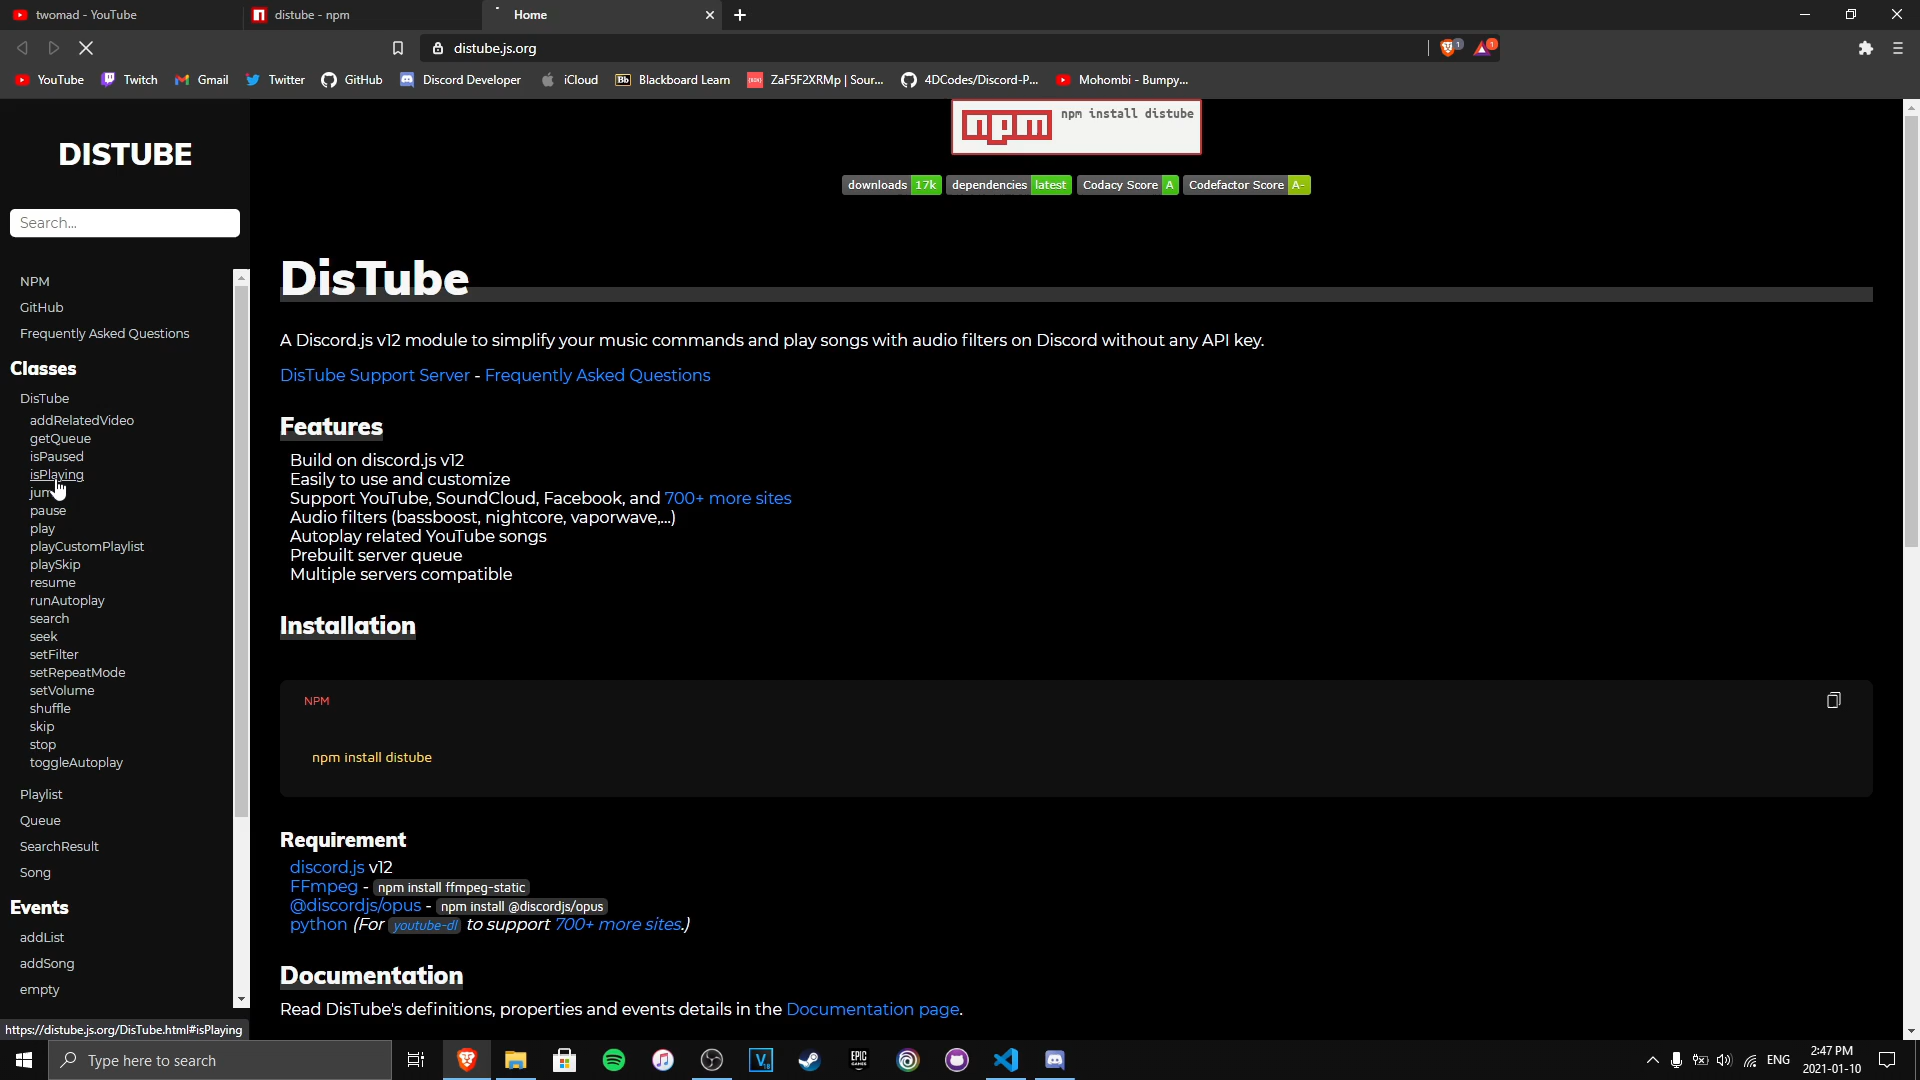 twomad - YouTube
distube - npm
Home
distube.js.org
1
1
YouTube
Twitch
Gmail
Twitter
GitHub
Discord Developer
iCloud
Bb Blackboard Learn
ZaF5F2XRMp | Sour...
4DCodes/Discord-P...
Mohombi - Bumpy...
DISTUBE
Search...
NPM
GitHub
Frequently Asked Questions
Classes
DisTube
addRelatedVideo
getQueue
isPaused
isPlaying
pause
play
playCustomPlaylist
playSkip
resume
runAutoplay
search
seek
setFilter
setRepeatMode
setVolume
shuffle
skip
stop
toggleAutoplay
Playlist
Queue
SearchResult
Song
Events
addList
addSong
empty
https://distube.js.org/DisTube.html#isPlaying
npm
npm install distube
downloads 17k
dependencies latest
Codacy Score A
Codefactor Score A-
DisTube
A Discord.js v12 module to simplify your music commands and play songs with audio filters on Discord without any API key.
DisTube Support Server - Frequently Asked Questions
Features
Build on discord.js v12
Easily to use and customize
Support YouTube, SoundCloud, Facebook, and 700+ more sites
Audio filters (bassboost, nightcore, vaporwave,...)
Autoplay related YouTube songs
Prebuilt server queue
Multiple servers compatible
Installation
NPM
npm install distube
Requirement
discord.js v12
FFmpeg - npm install ffmpeg-static
@discordjs/opus - npm install @discordjs/opus
python (For youtube-dl to support 700+ more sites.)
Documentation
Read DisTube's definitions, properties and events details in the Documentation page.
Type here to search
EPIC GAMES
ENG
2:47 PM
2021-01-10